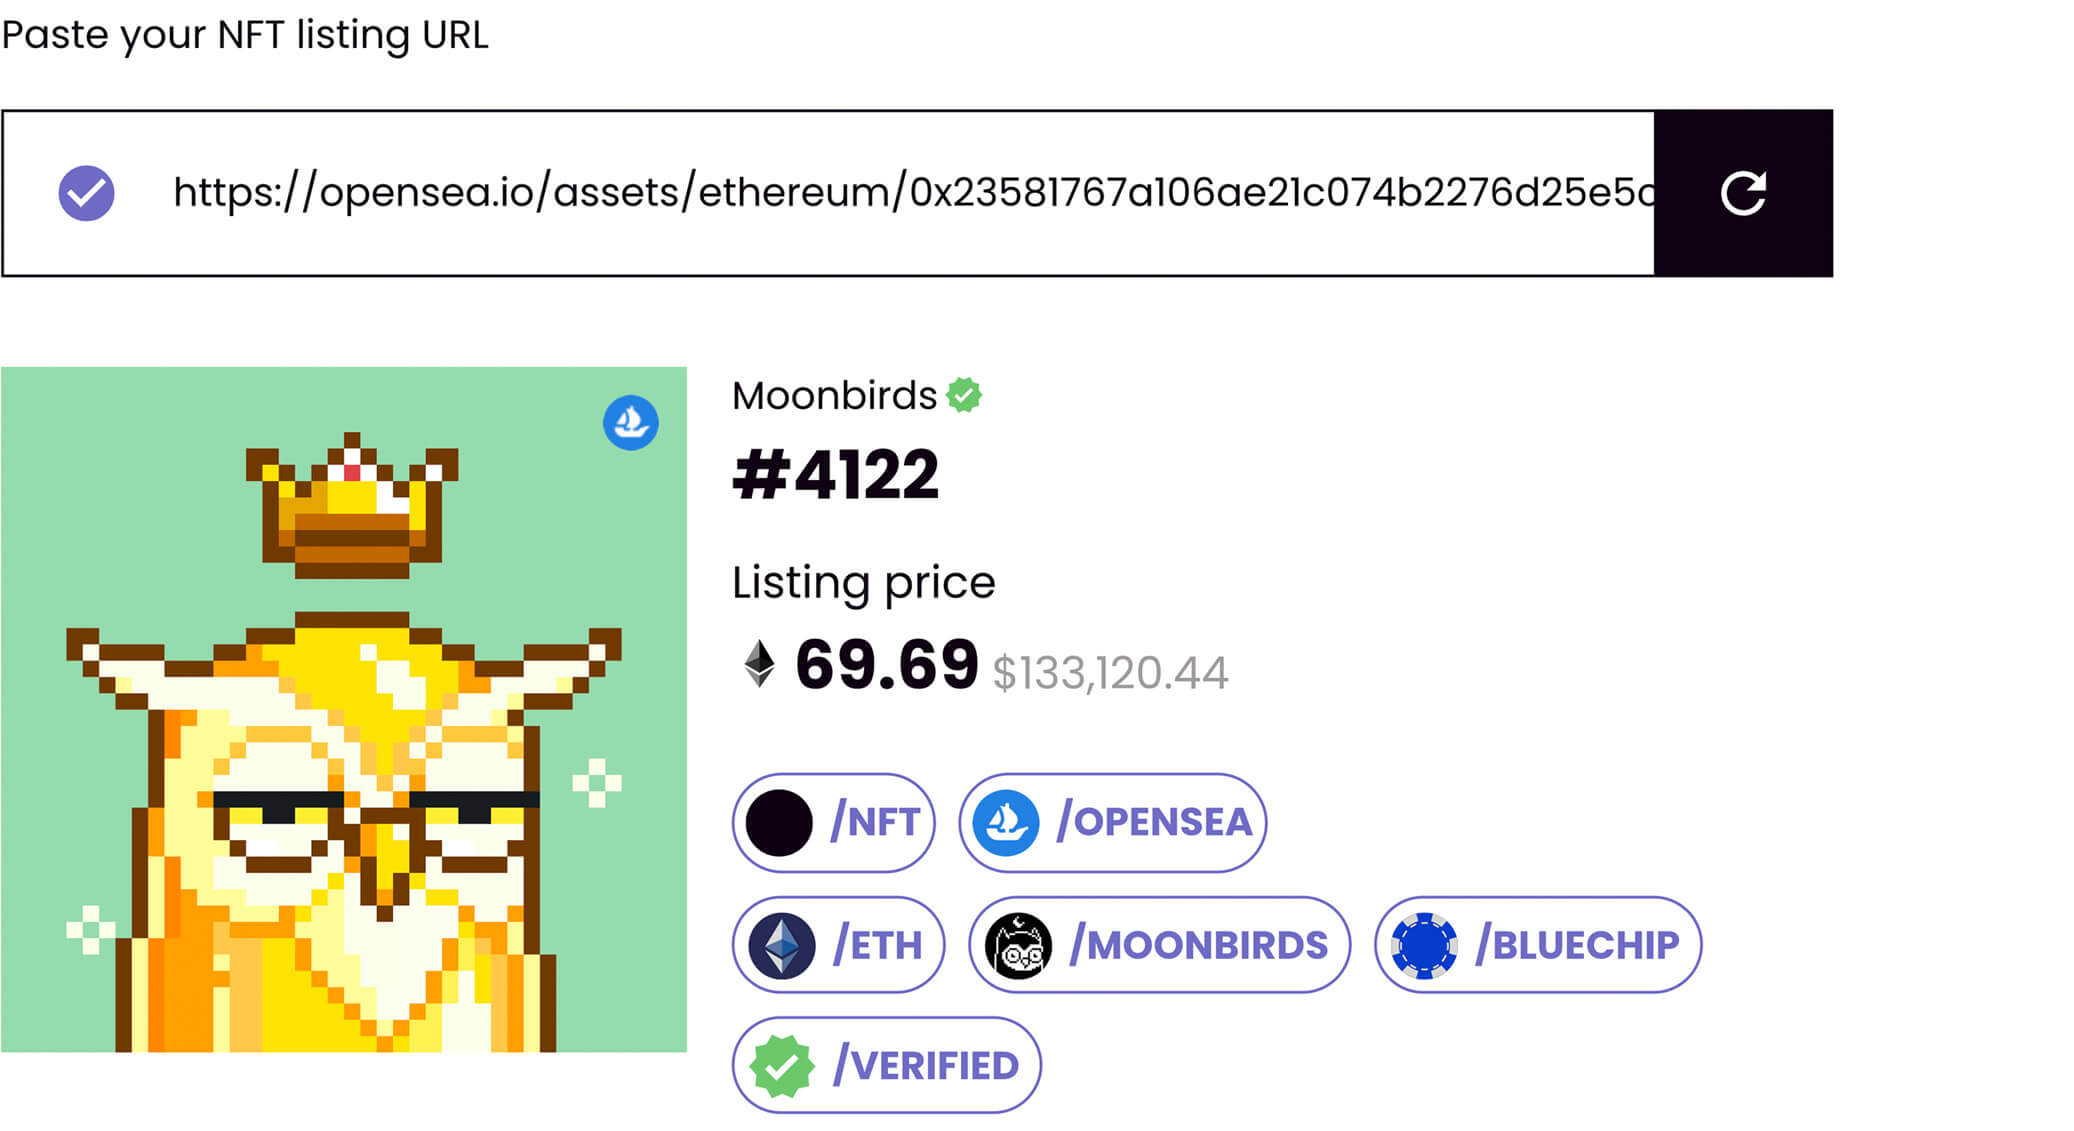 Paste your NFT listing URL
https://opensea.io/assets/ethereum/0x23581767a106ae21c074b2276d25e5c
Moonbirds
#4122
Listing price
69.69 $133,120.44
/NFT /OPENSEA
/ETH /MOONBIRDS /BLUECHIP
/VERIFIED